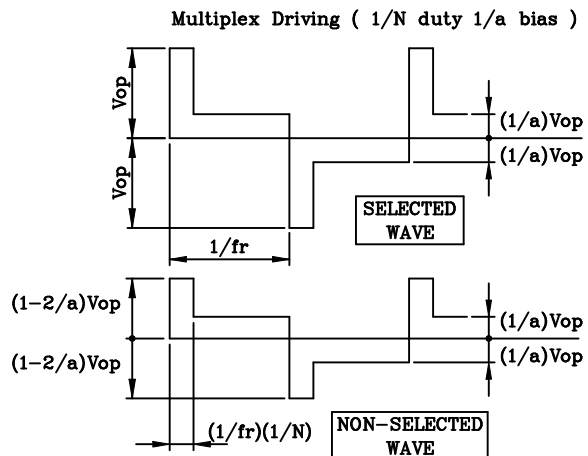 Multiplex Driving ( 1/N duty 1/a bias )
Vop
(1/a)Vop
(1/a)Vop
Vop
SELECTED
WAVE
1/fr
(1-2/a)Vop
(1/a)Vop
(1-2/a)Vop
(1/a)Vop
(1/fr)(1/N)
NON-SELECTED
WAVE